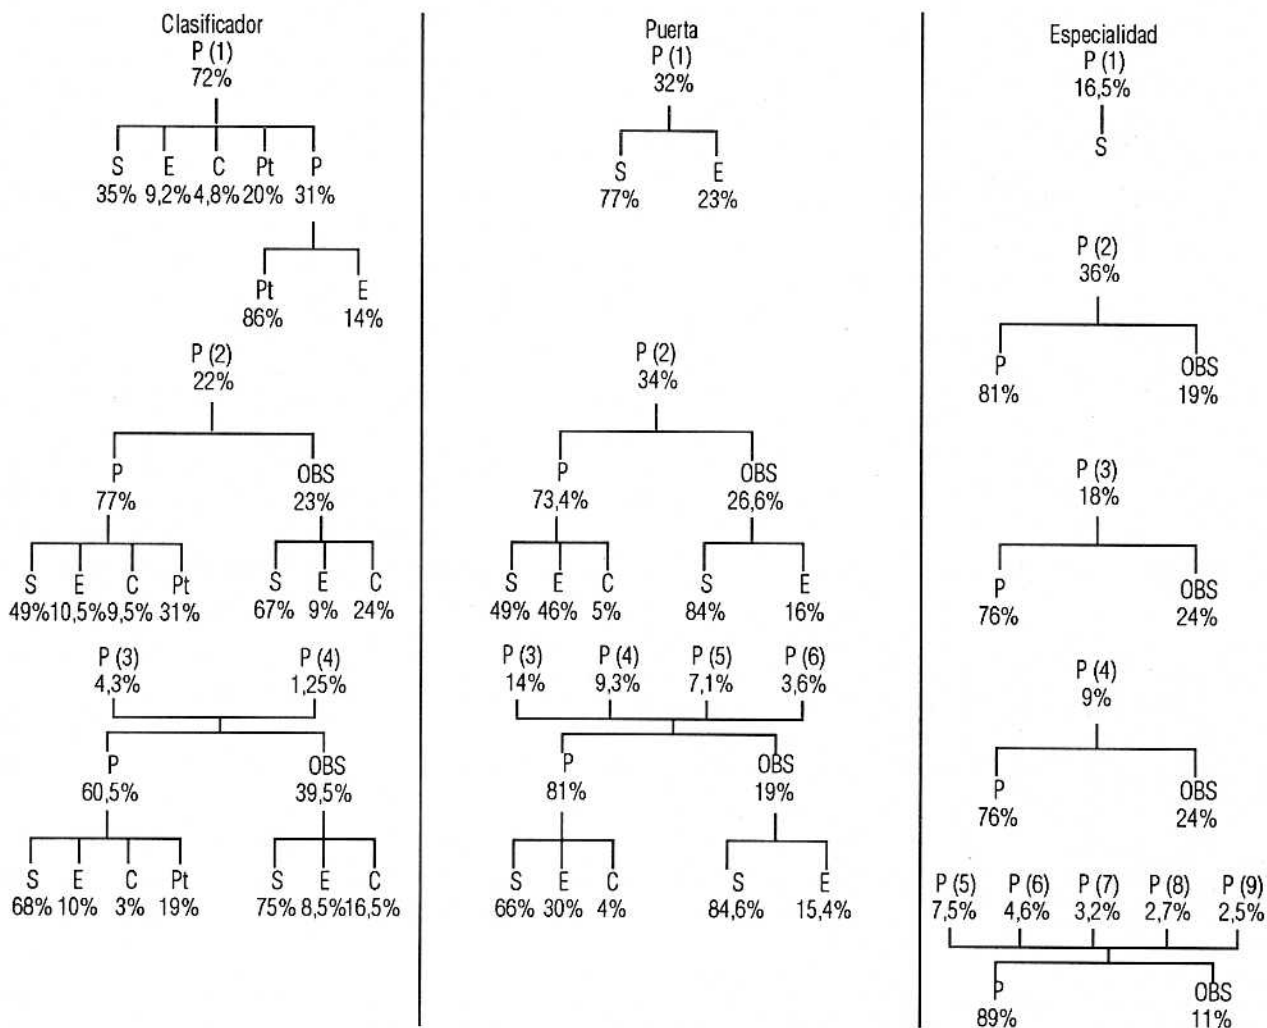 Clasificador
P (1)
72%
S E C Pt P
35% 9,2% 4,8% 20% 31%
Pt E
86% 14%
P (2)
22%
P OBS
77% 23%
S E C Pt S E C
49% 10,5% 9,5% 31% 67% 9% 24%
P (3) P (4)
4,3% 1,25%
P OBS
60,5% 39,5%
S E C Pt S E C
68% 10% 3% 19% 75% 8,5% 16,5%
Puerta
P (1)
32%
S E
77% 23%
P (2)
34%
P OBS
73,4% 26,6%
S E C S E
49% 46% 5% 84% 16%
P (3) P (4) P (5) P (6)
14% 9,3% 7,1% 3,6%
P OBS
81% 19%
S E C S E
66% 30% 4% 84,6% 15,4%
Especialidad
P (1)
16,5%
S
P (2)
36%
P OBS
81% 19%
P (3)
18%
P OBS
76% 24%
P (4)
9%
P OBS
76% 24%
P (5) P (6) P (7) P (8) P (9)
7,5% 4,6% 3,2% 2,7% 2,5%
P OBS
89% 11%